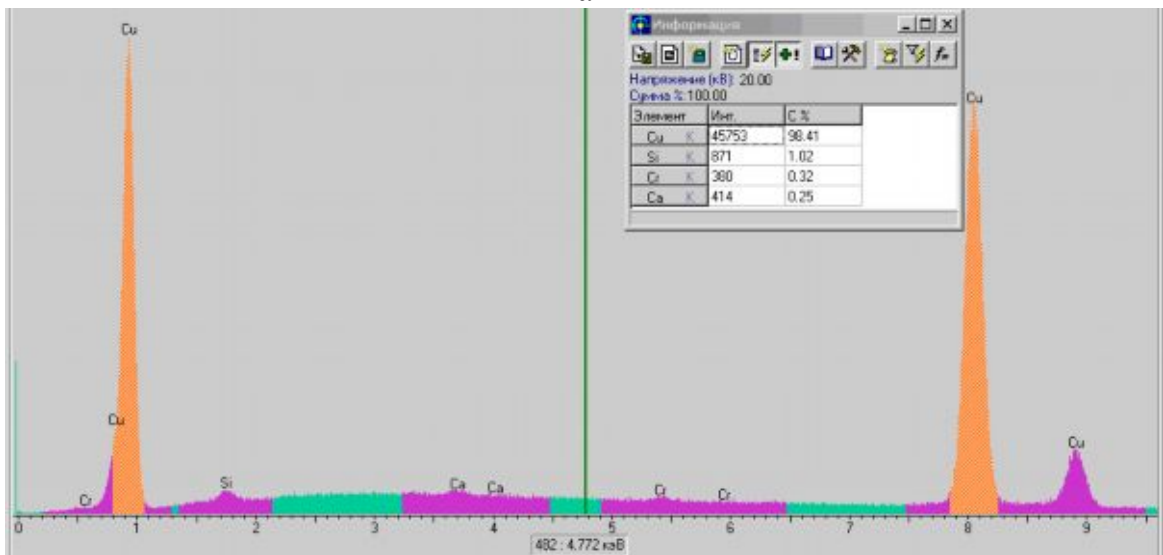 Cu
Информация
Напряжение (кВ): 20.00
Сумма %: 100.00
Элемент Инт. C %
Cu K 45753 98.41
Si K 871 1.02
Cr K 380 0.32
Ca K 414 0.25
Cu
Cu
Cu
Cr
Si
Ca
Ca
Cr
Cr
0 1 2 3 4 5 6 7 8 9
482 : 4.772 кэВ